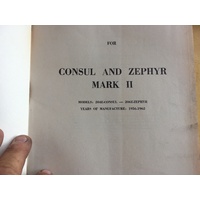 FOR
CONSUL AND ZEPHYR
MARK II
YEARS OF MANUFACTURE: 1956-1962